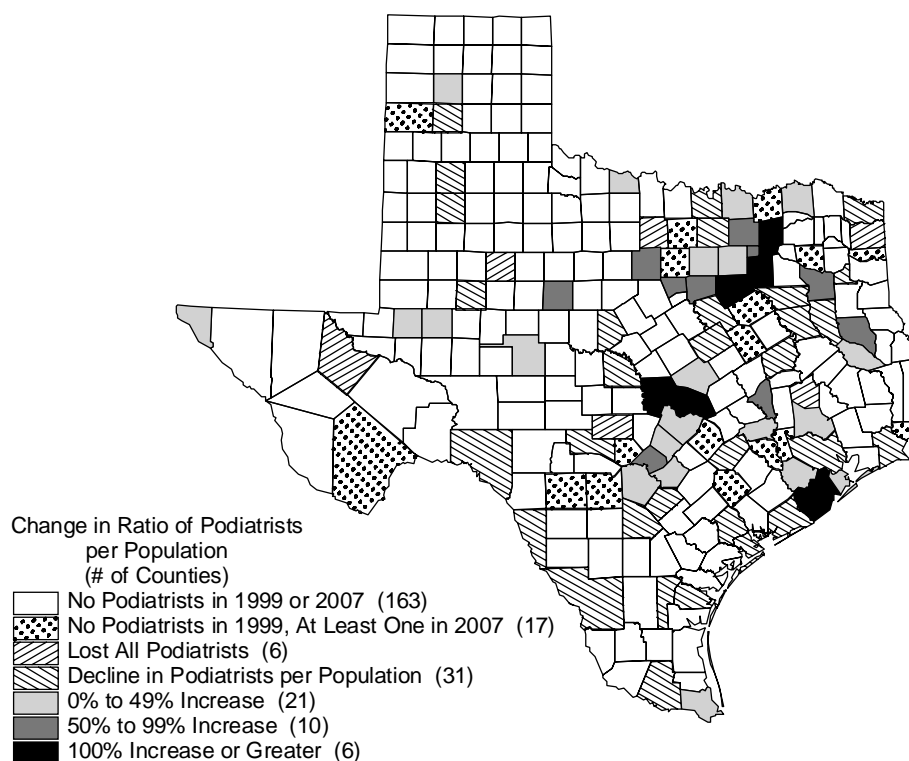 Change in Ratio of Podiatrists
per Population
(# of Counties)
No Podiatrists in 1999 or 2007 (163)
No Podiatrists in 1999, At Least One in 2007 (17)
Lost All Podiatrists (6)
Decline in Podiatrists per Population (31)
0% to 49% Increase (21)
50% to 99% Increase (10)
100% Increase or Greater (6)